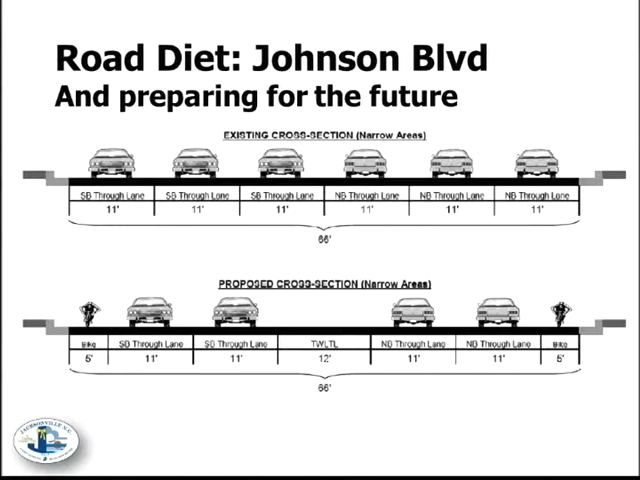 Road Diet: Johnson Blvd
And preparing for the future
EXISTING CROSS-SECTION (Narrow Areas)
SB Through Lane SB Through Lane SB Through Lane NB Through Lane NB Through Lane NB Through Lane
11' 11' 11' 11' 11' 11'
66'
PROPOSED CROSS-SECTION (Narrow Areas)
Bike SB Through Lane SB Through Lane TWLTL NB Through Lane NB Through Lane Bike
5' 11' 11' 12' 11' 11' 5'
66'
JACKSONVILLE N.C.